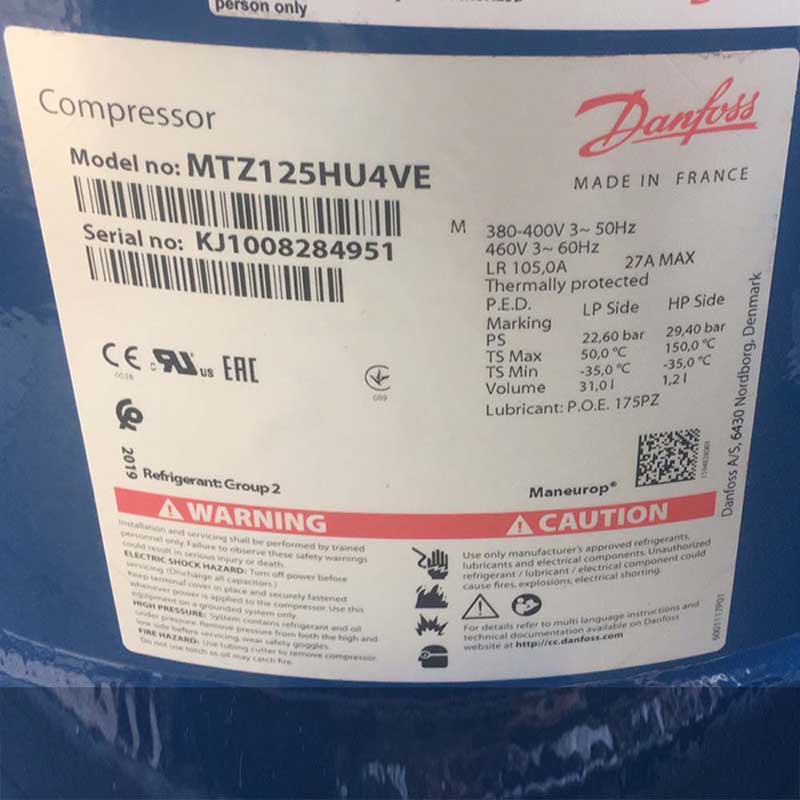 person only
Compressor
Danfoss
MADE IN FRANCE
Model no: MTZ125HU4VE
Serial no: KJ1008284951
M 380-400V 3~ 50Hz
460V 3~ 60Hz
LR 105,0A 27A MAX
Thermally protected
P.E.D. LP Side HP Side
Marking
PS 22,60 bar 29,40 bar
TS Max 50,0 °C 150,0 °C
TS Min -35,0 °C -35,0 °C
Volume 31,0 l 1,2 l
Lubricant: P.O.E. 175PZ
CE
0038
c RU us
EAC
089
2019
Refrigerant: Group 2
Maneurop®
Danfoss A/S, 6430 Nordborg, Denmark
WARNING
Installation and servicing shall be performed by trained
personnel only. Failure to observe these safety warnings
could result in serious injury or death.
ELECTRIC SHOCK HAZARD: Turn off power before
servicing. (Discharge all capacitors.)
Keep terminal cover in place and securely fastened
whenever power is applied to the compressor. Use this
equipment on a grounded system only.
HIGH PRESSURE: System contains refrigerant and oil
under pressure. Remove pressure from both the high and
low side before servicing, wear safety goggles.
FIRE HAZARD: Use tubing cutter to remove compressor.
Do not use torch as oil may catch fire.
CAUTION
Use only manufacturer's approved refrigerants,
lubricants and electrical components. Unauthorized
refrigerant / lubricant / electrical component could
cause fires, explosions, electrical shorting.
For details refer to multi language instructions and
technical documentation available on Danfoss
website at http://cc.danfoss.com
6001117P01